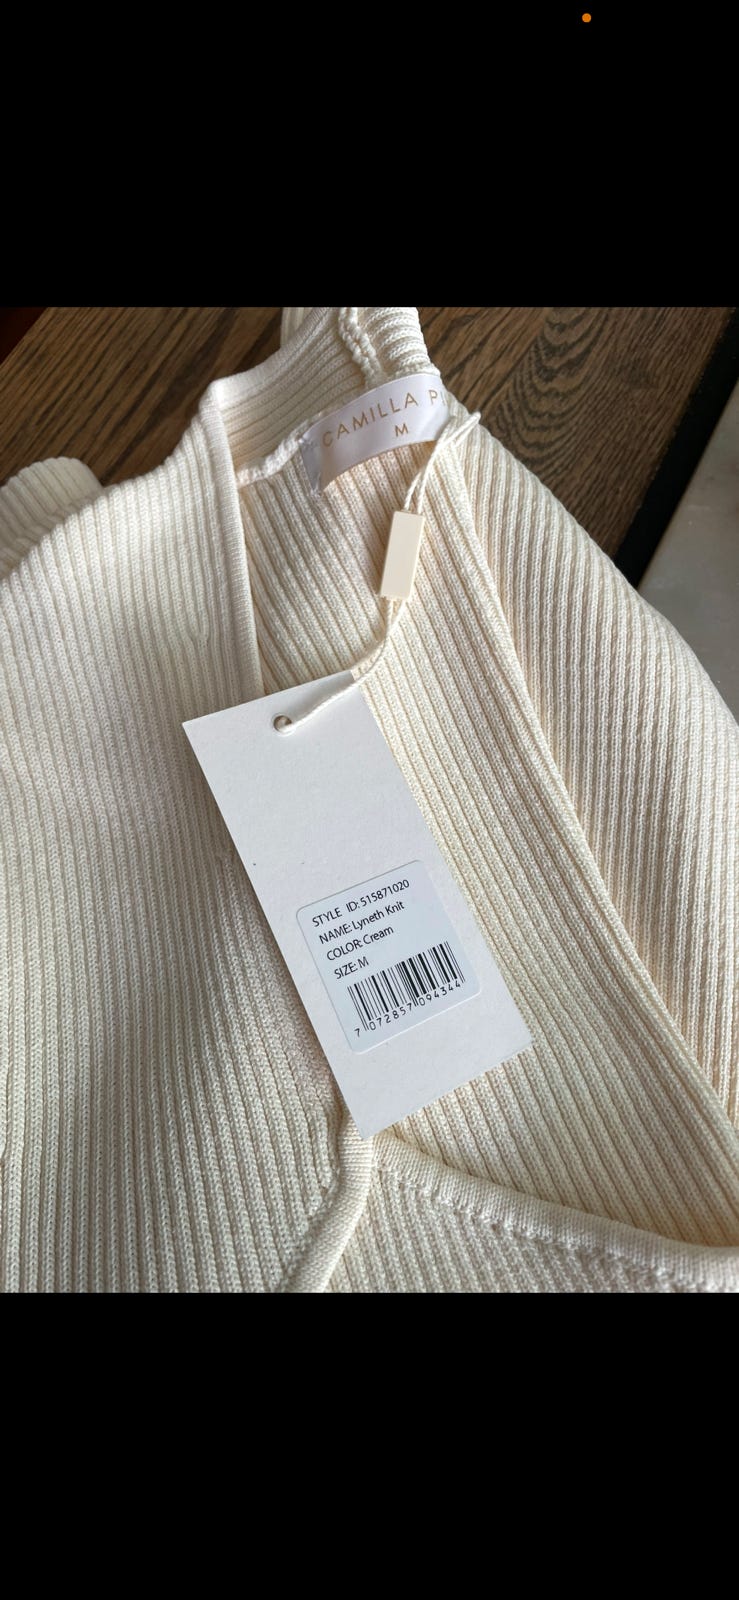 CAMILLA
M
STYLE ID: 515871020
NAME: Lyneth Knit
COLOR: Cream
SIZE: M
7 072857 094344